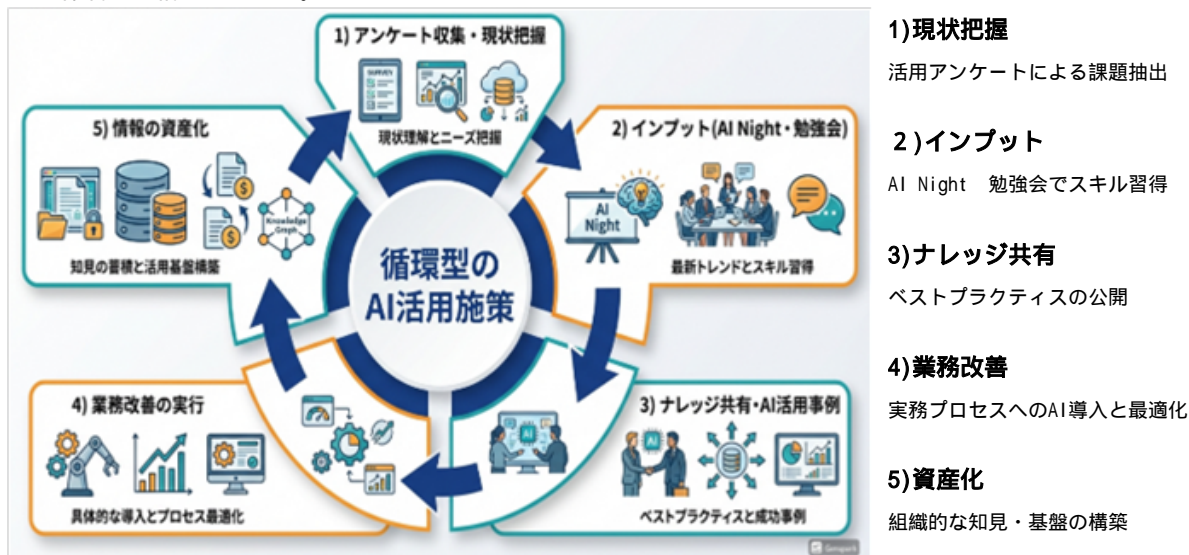 1) アンケート収集・現状把握
SURVEY
現状理解とニーズ把握
2) インプット(AI Night・勉強会)
AI
Night
最新トレンドとスキル習得
3) ナレッジ共有・AI活用事例
AI
AI
ベストプラクティスと成功事例
4) 業務改善の実行
具体的な導入とプロセス最適化
5) 情報の資産化
Knowledge
Graph
知見の蓄積と活用基盤構築
循環型の
AI活用施策
Genspark
1)現状把握
活用アンケートによる課題抽出
2)インプット
AI Night 勉強会でスキル習得
3)ナレッジ共有
ベストプラクティスの公開
4)業務改善
実務プロセスへのAI導入と最適化
5)資産化
組織的な知見・基盤の構築